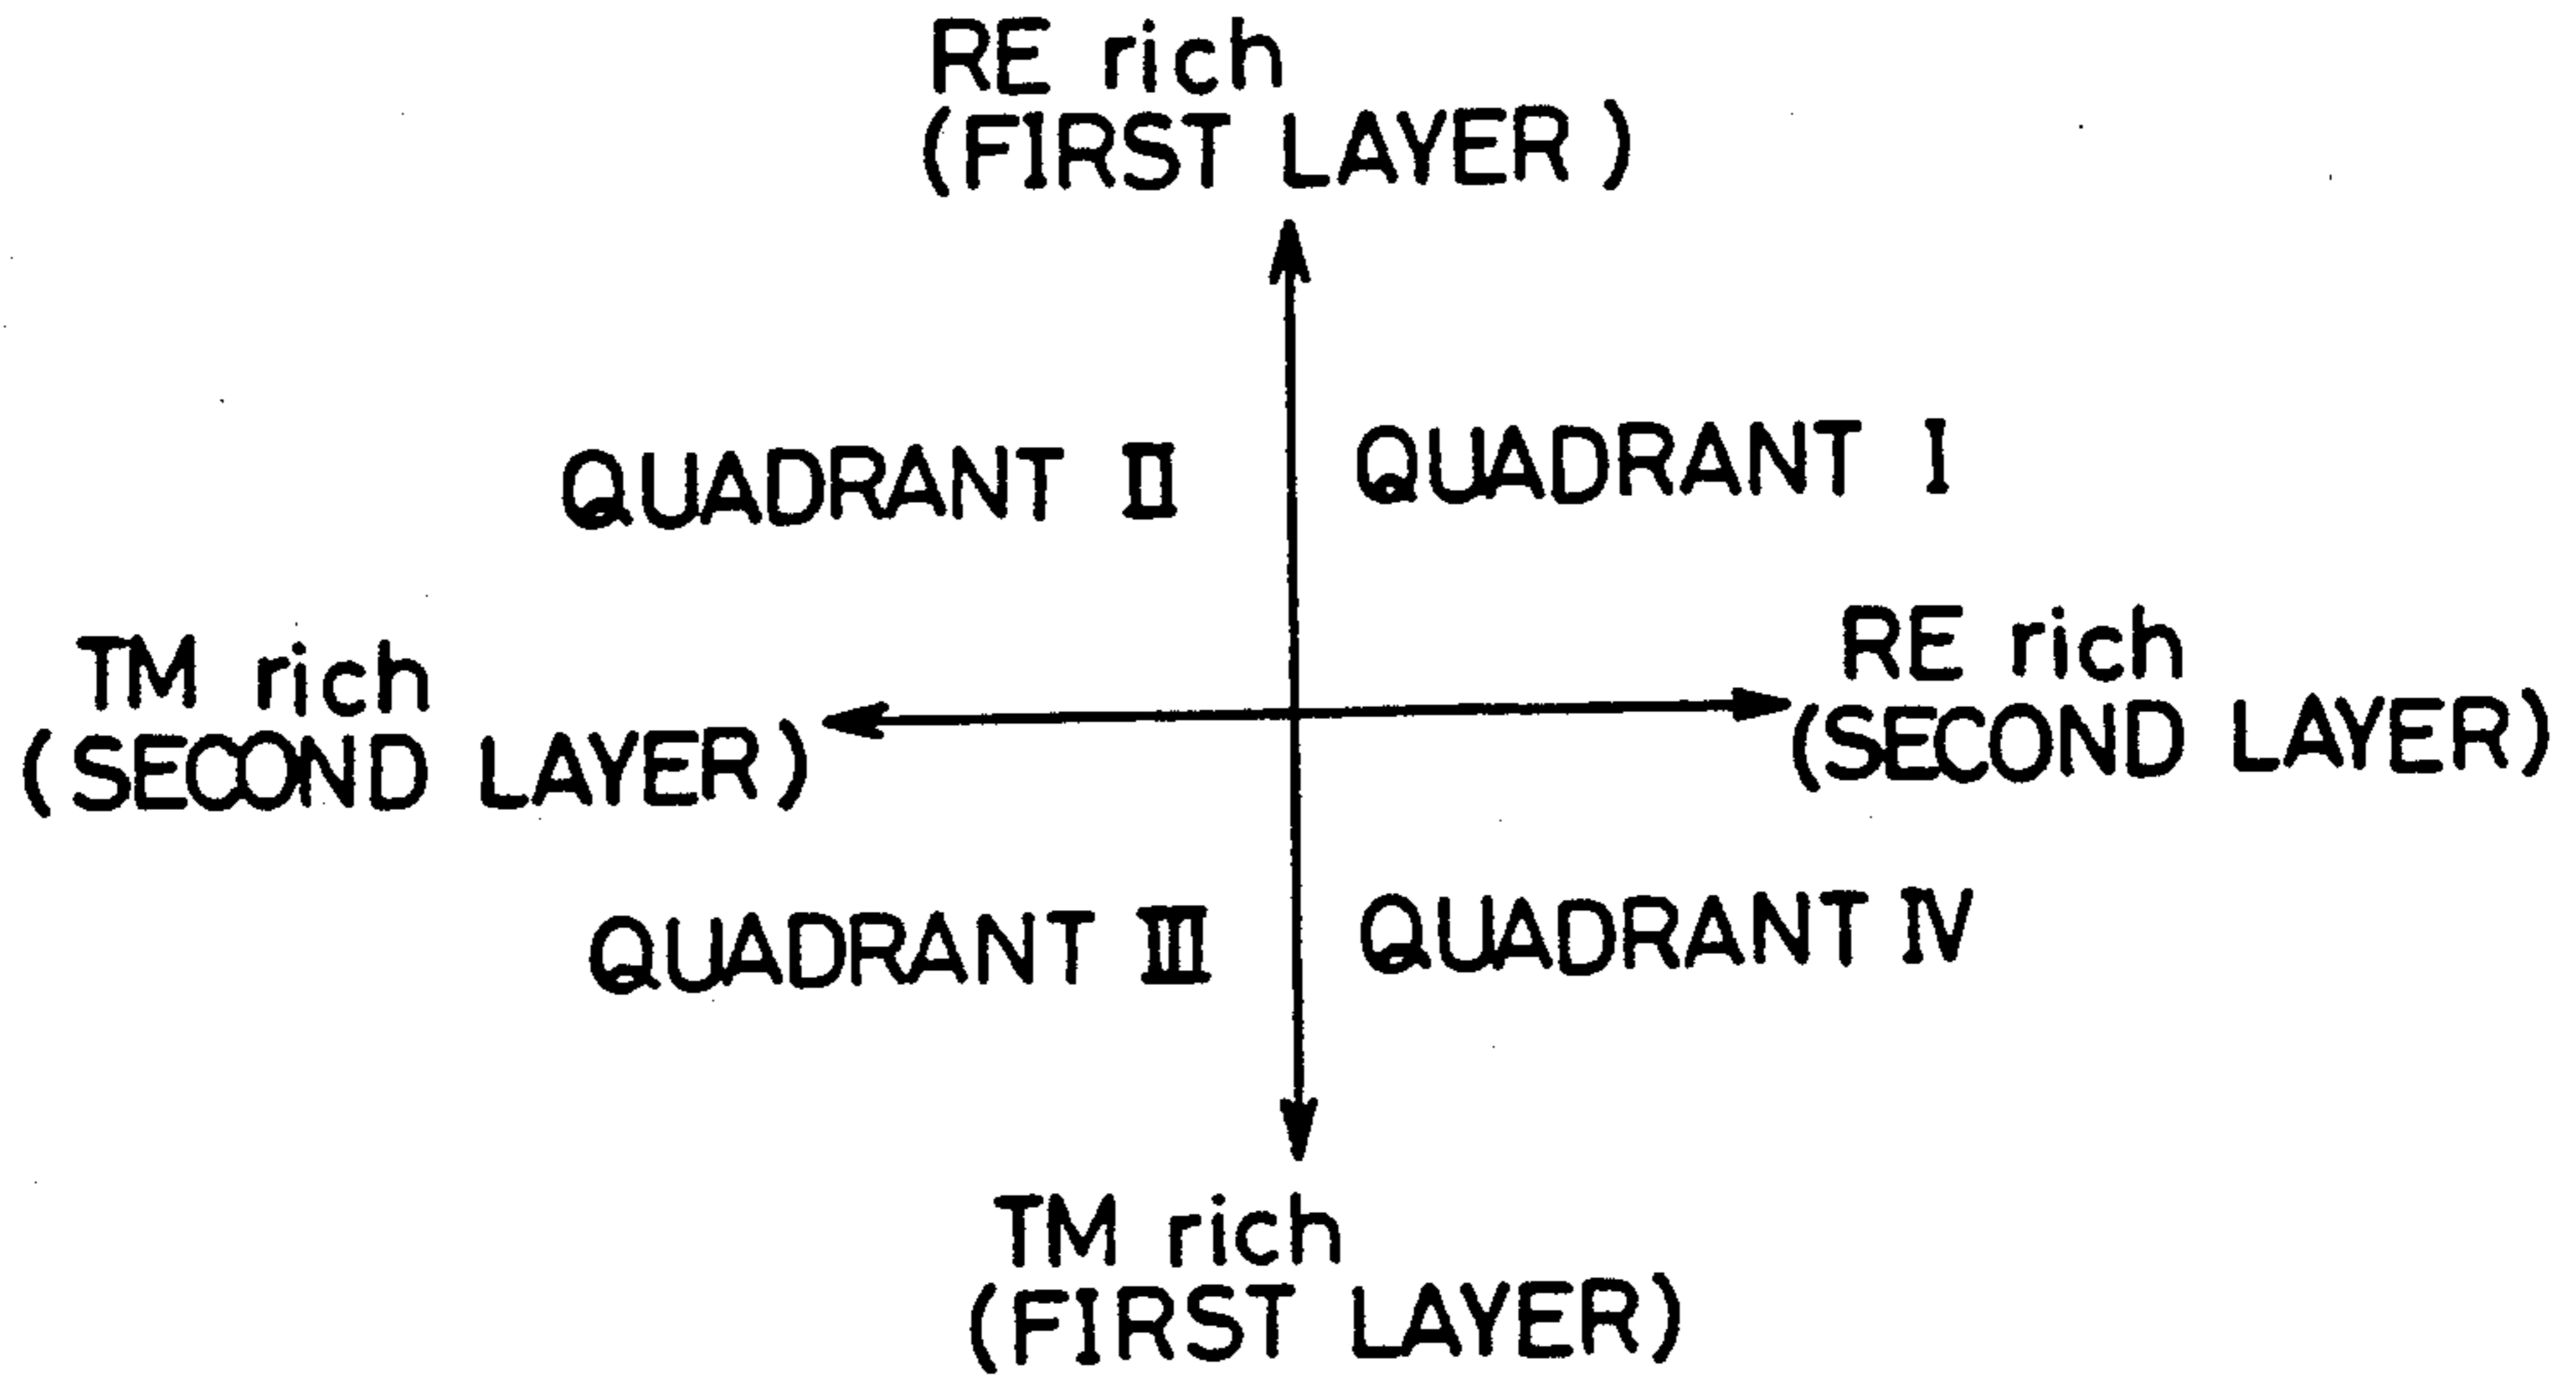 RE rich
(FIRST LAYER)
QUADRANT II
QUADRANT I
TM rich
(SECOND LAYER)
RE rich
(SECOND LAYER)
QUADRANT III
QUADRANT IV
TM rich
(FIRST LAYER)